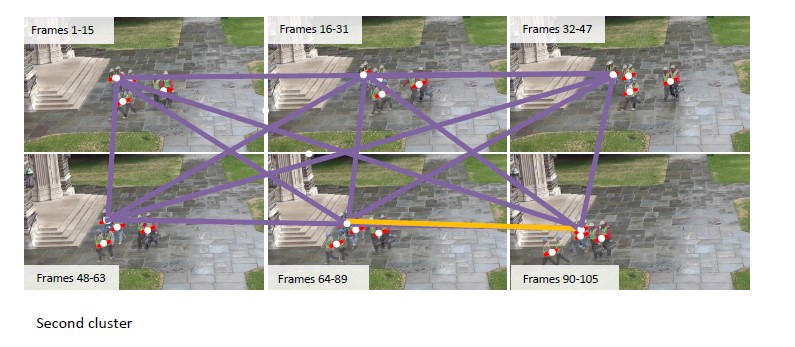 Frames 1-15
Frames 16-31
Frames 32-47
Frames 48-63
Frames 64-89
Frames 90-105
Second cluster